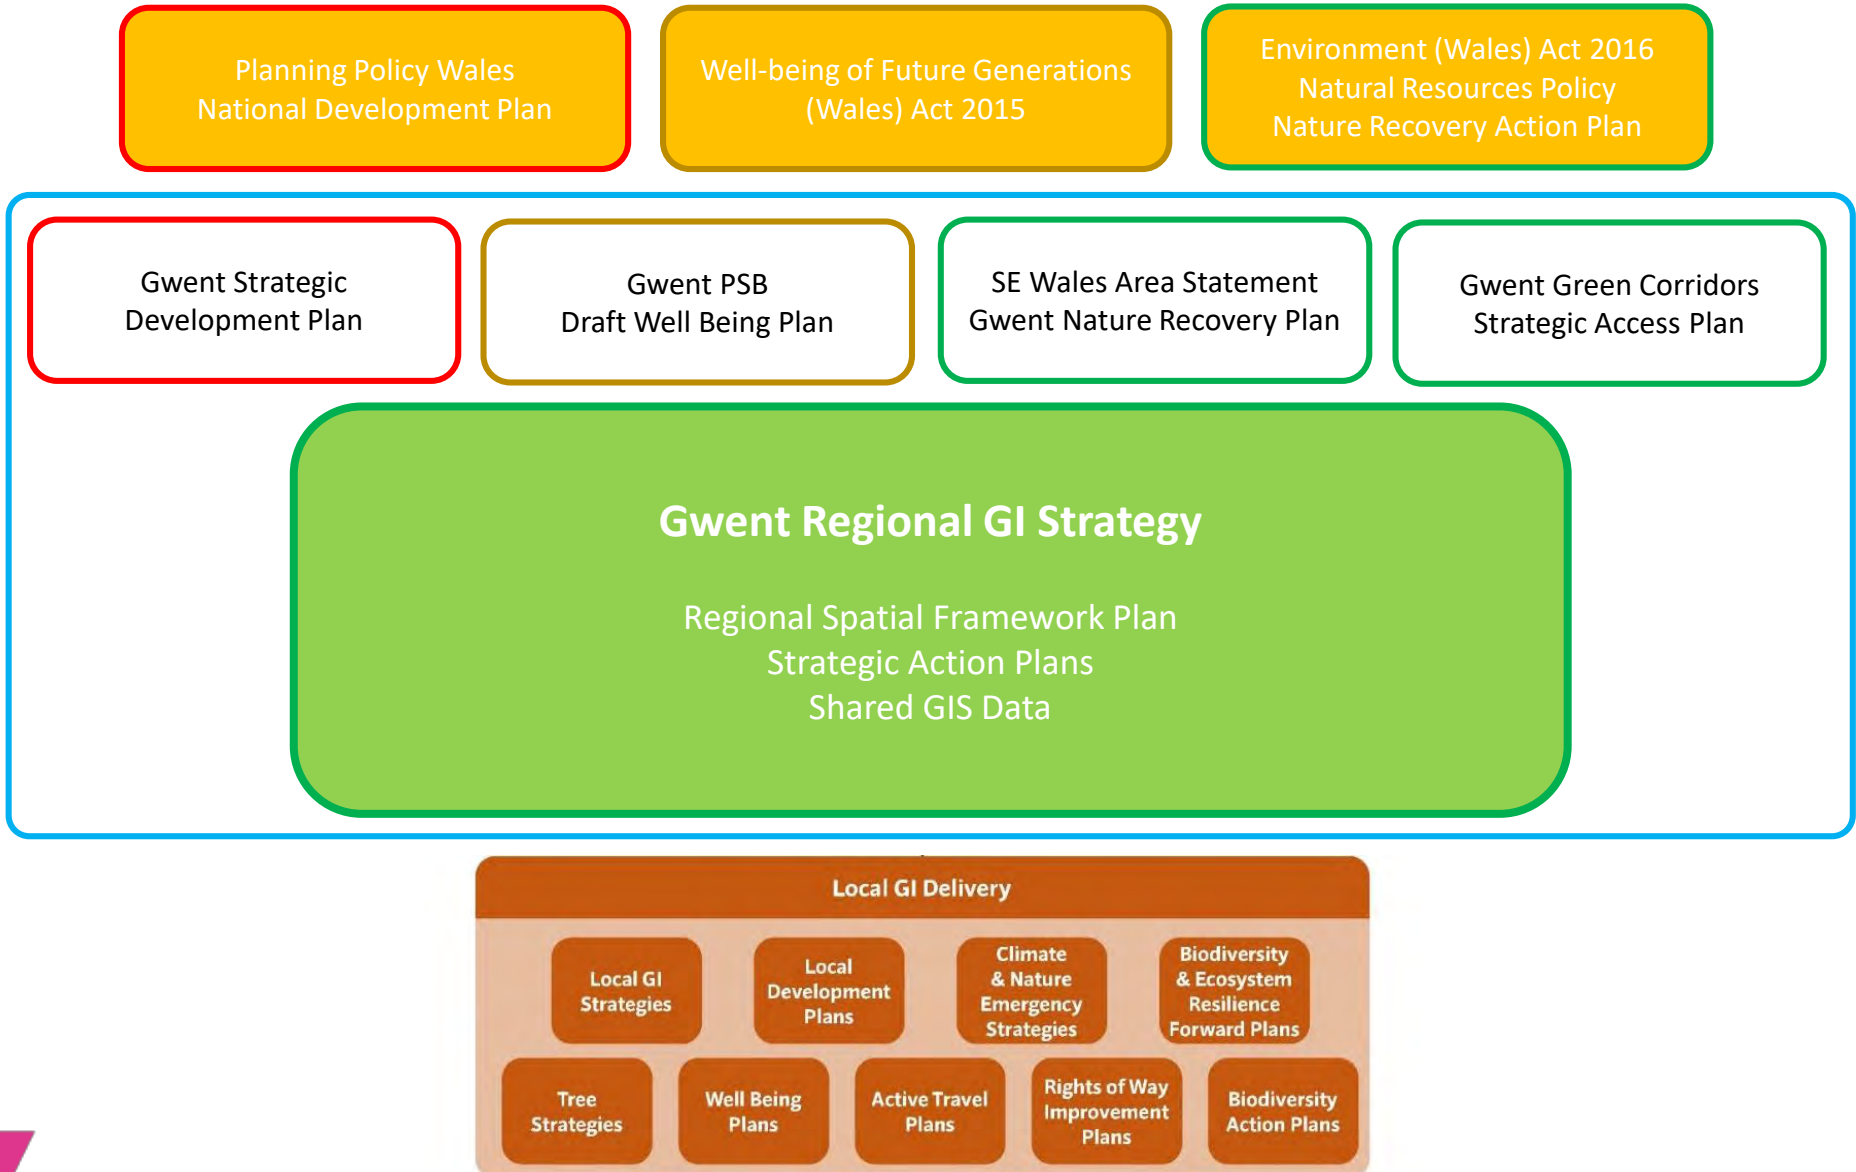 Planning Policy Wales
National Development Plan
Well-being of Future Generations
(Wales) Act 2015
Environment (Wales) Act 2016
Natural Resources Policy
Nature Recovery Action Plan
Gwent Strategic
Development Plan
Gwent PSB
Draft Well Being Plan
SE Wales Area Statement
Gwent Nature Recovery Plan
Gwent Green Corridors
Strategic Access Plan
Gwent Regional GI Strategy
Regional Spatial Framework Plan
Strategic Action Plans
Shared GIS Data
Local GI Delivery
Local GI
Strategies
Local
Development
Plans
Climate
& Nature
Emergency
Strategies
Biodiversity
& Ecosystem
Resilience
Forward Plans
Tree
Strategies
Well Being
Plans
Active Travel
Plans
Rights of Way
Improvement
Plans
Biodiversity
Action Plans